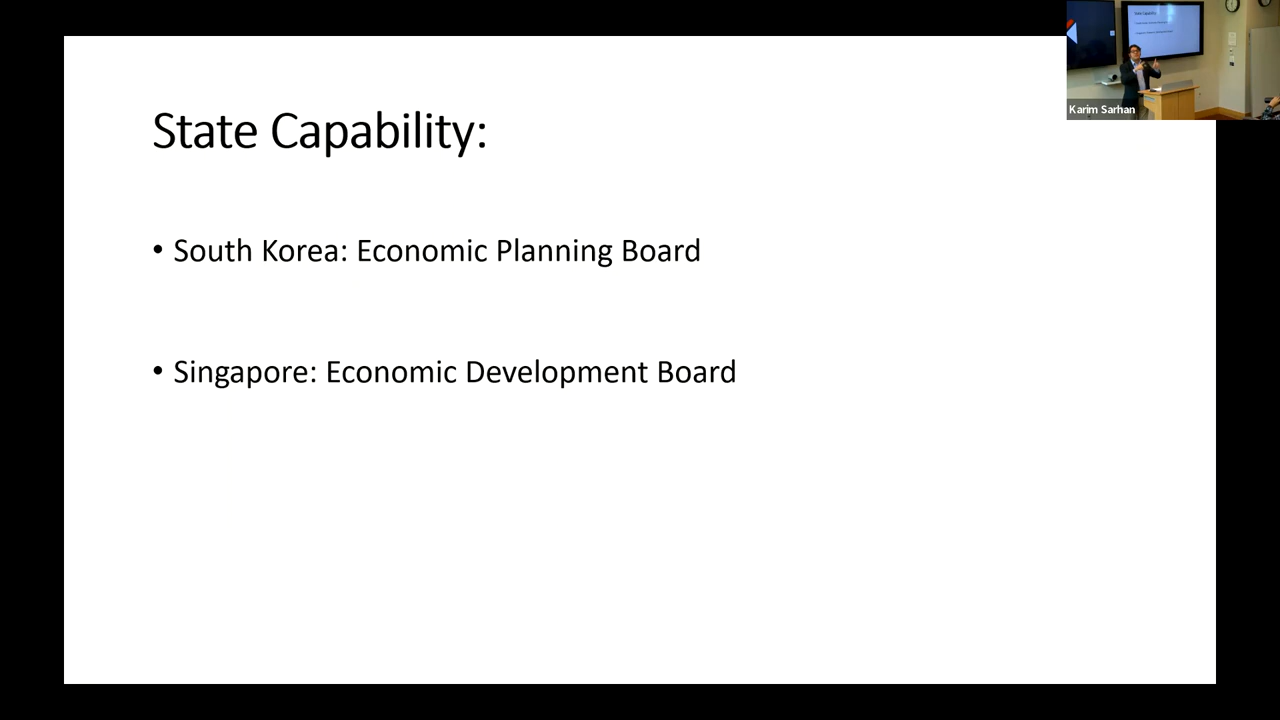 State Capability:
• South Korea: Economic Planning Board
• Singapore: Economic Development Board
Karim Sarhan